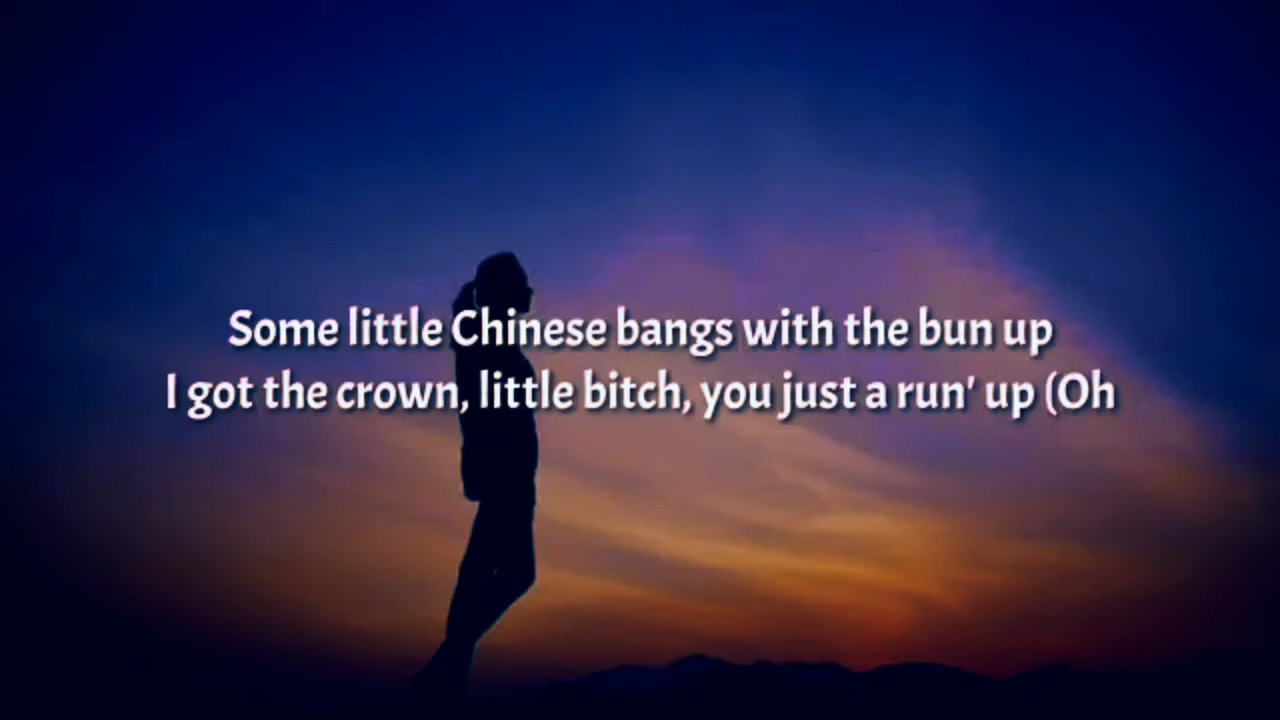 Some little Chinese bangs with the bun up
I got the crown, little bitch, you just a run' up (Oh